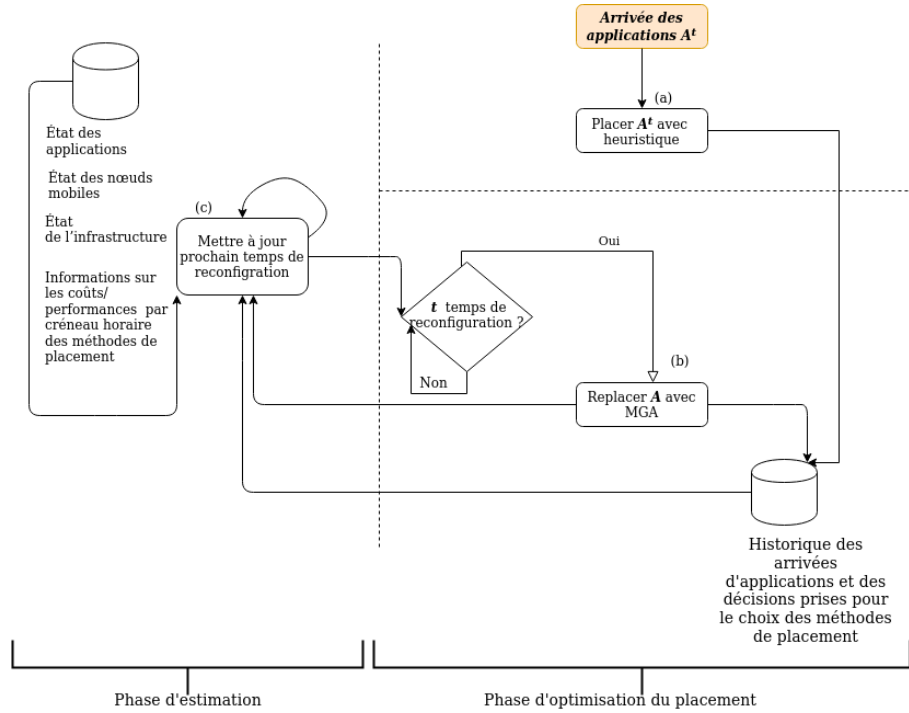 Arrivée des
applications Aᵗ
(a)
Placer Aᵗ avec
heuristique
État des
applications
État des nœuds
mobiles
État
de l’infrastructure
Informations sur
les coûts/
performances par
créneau horaire
des méthodes de
placement
(c)
Mettre à jour
prochain temps de
reconfigration
Oui
t temps de
reconfiguration ?
Non
(b)
Replacer A avec
MGA
Historique des
arrivées
d'applications et des
décisions prises pour
le choix des méthodes
de placement
Phase d'estimation
Phase d'optimisation du placement